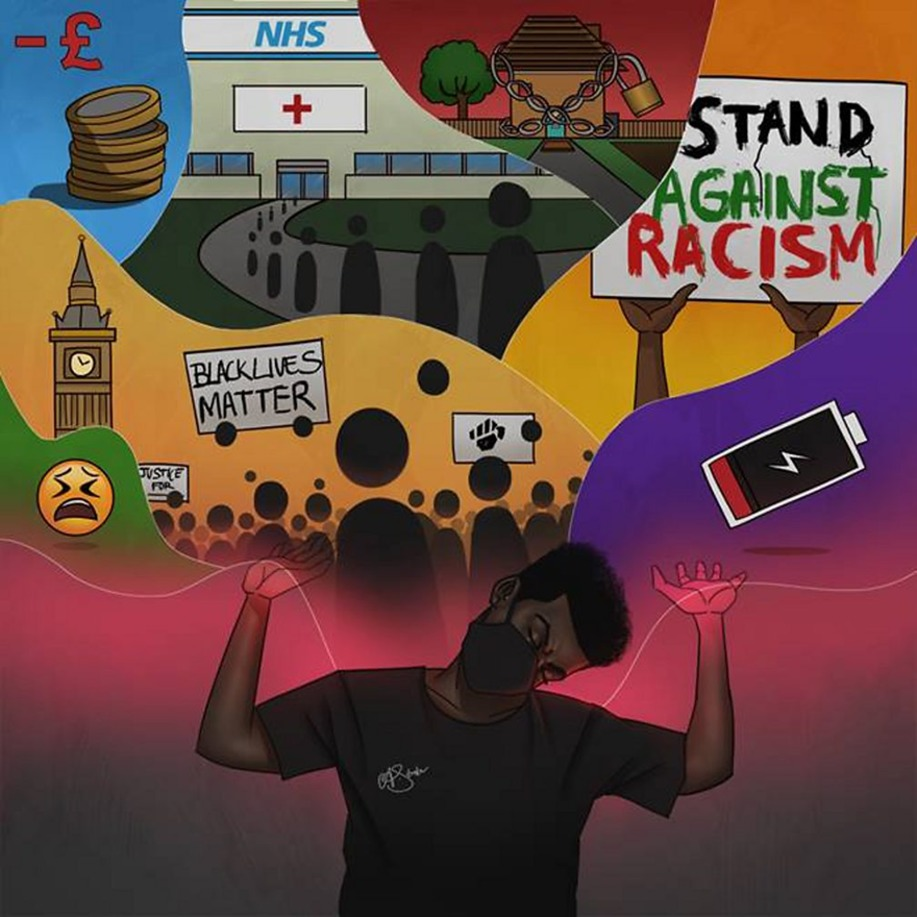 - £
NHS
STAND
AGAINST
RACISM
BLACK LIVES
MATTER
JUSTICE
FOR